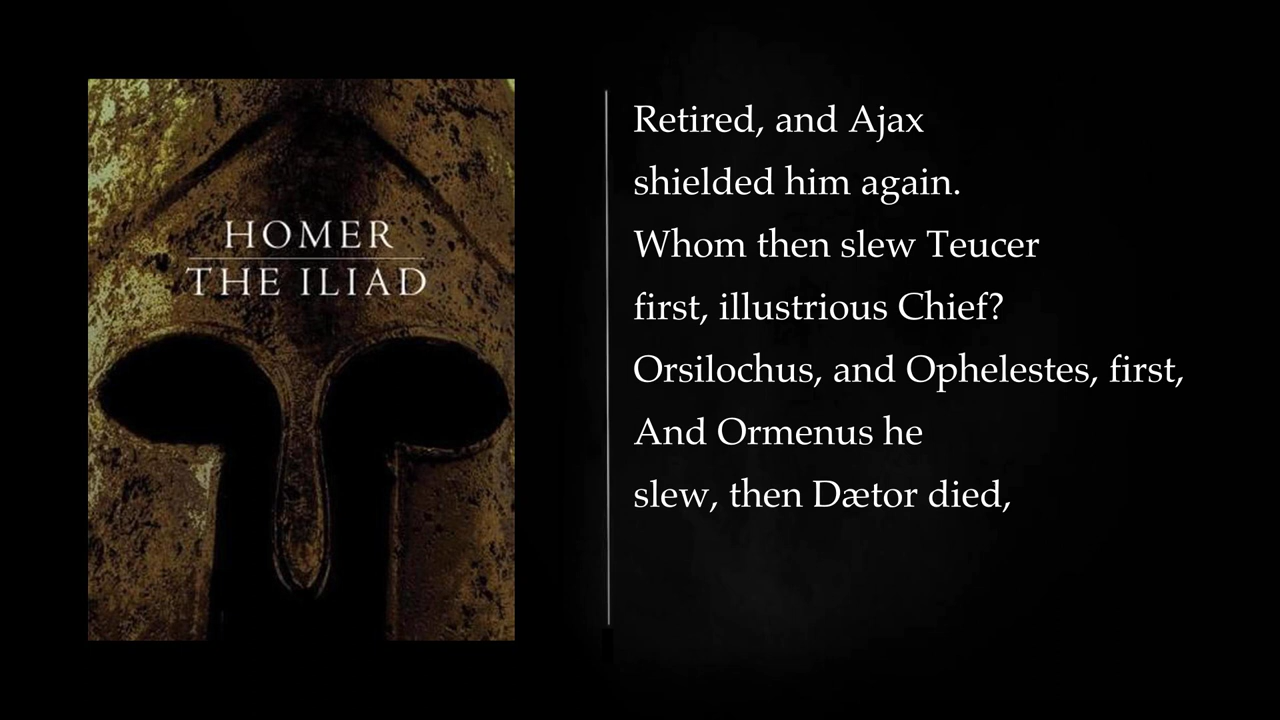 HOMER
THE ILIAD
Retired, and Ajax
shielded him again.
Whom then slew Teucer
first, illustrious Chief?
Orsilochus, and Ophelestes, first,
And Ormenus he
slew, then Dætor died,